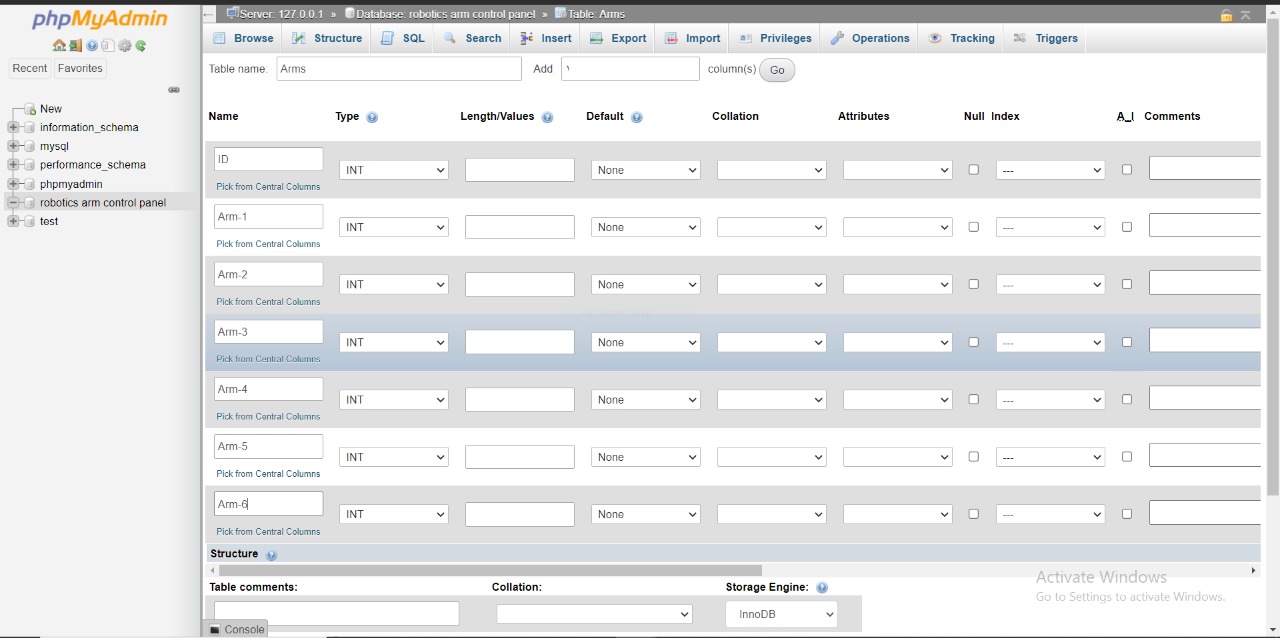 phpMyAdmin
Recent Favorites
New
information_schema
mysql
performance_schema
phpmyadmin
robotics arm control panel
test
Server: 127.0.0.1 » Database: robotics arm control panel » Table: Arms
Browse Structure SQL Search Insert Export Import Privileges Operations Tracking Triggers
Table name: Arms Add column(s) Go
Name Type Length/Values Default Collation Attributes Null Index A_I Comments
ID INT None ---
Pick from Central Columns
Arm-1 INT None ---
Pick from Central Columns
Arm-2 INT None ---
Pick from Central Columns
Arm-3 INT None ---
Pick from Central Columns
Arm-4 INT None ---
Pick from Central Columns
Arm-5 INT None ---
Pick from Central Columns
Arm-6 INT None ---
Pick from Central Columns
Structure
Table comments: Collation: Storage Engine:
InnoDB
Console
Activate Windows
Go to Settings to activate Windows.